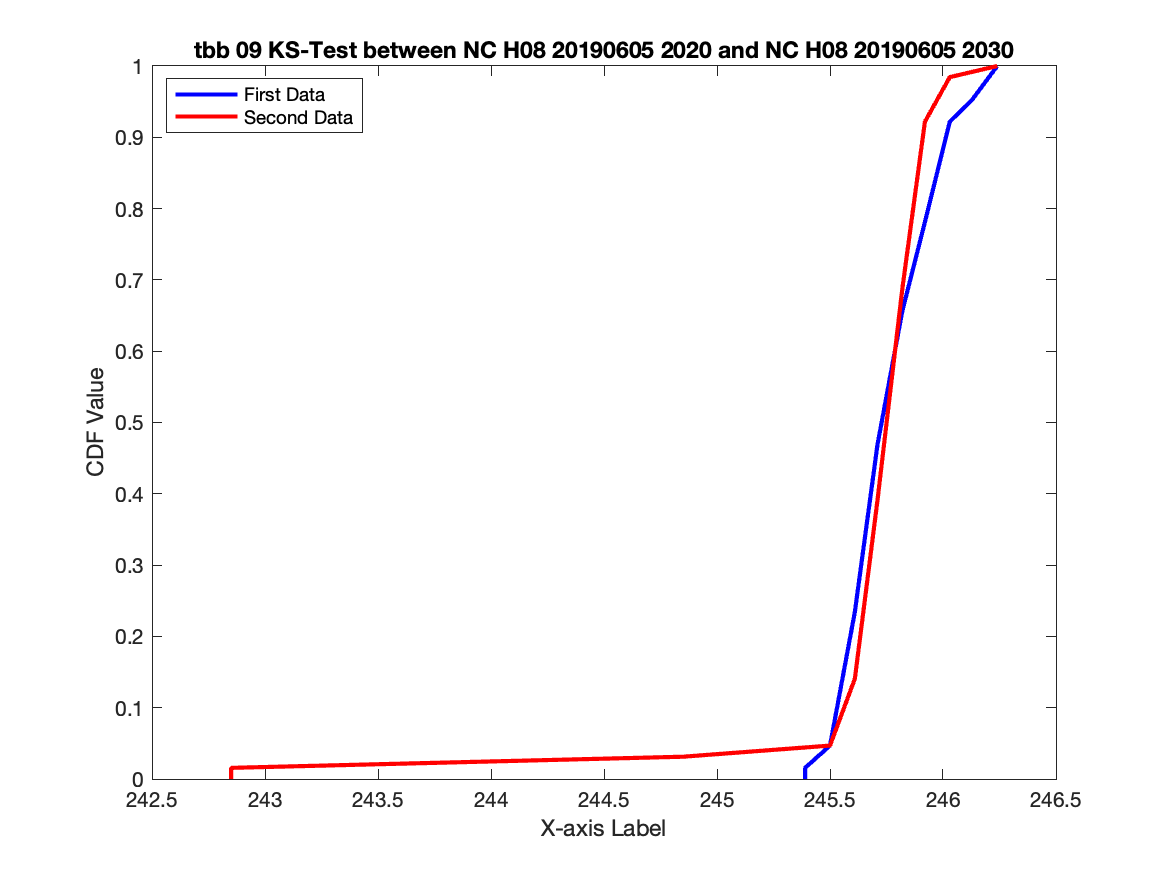 tbb 09 KS-Test between NC H08 20190605 2020 and NC H08 20190605 2030
First Data
Second Data
1
0.9
0.8
0.7
0.6
0.5
0.4
0.3
0.2
0.1
0
CDF Value
242.5 243 243.5 244 244.5 245 245.5 246 246.5
X-axis Label